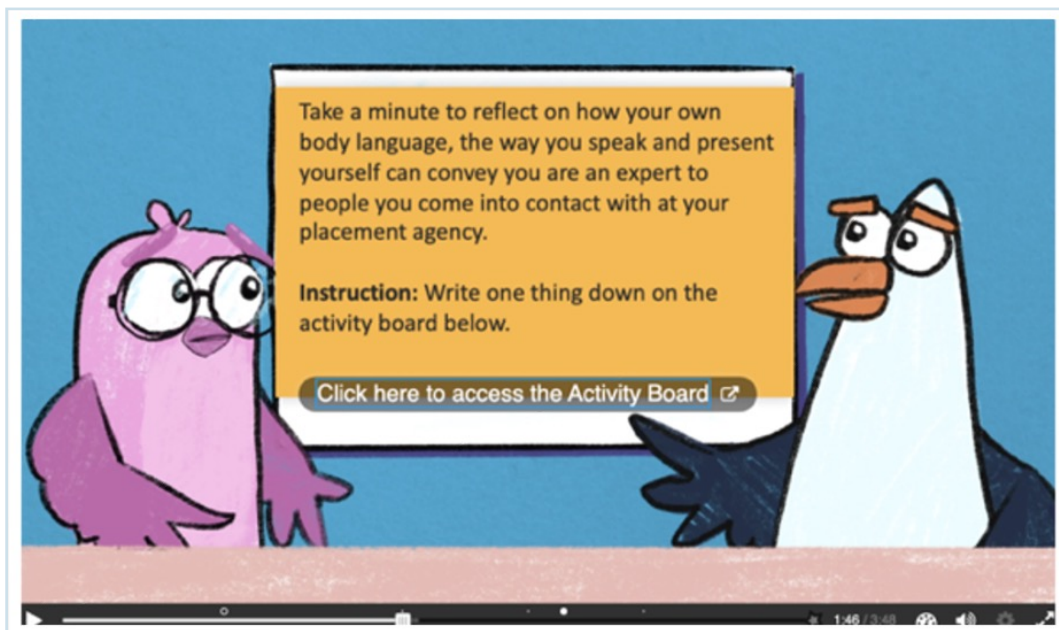 Take a minute to reflect on how your own
body language, the way you speak and present
yourself can convey you are an expert to
people you come into contact with at your
placement agency.
Instruction: Write one thing down on the
activity board below.
Click here to access the Activity Board
1:46 / 3:48